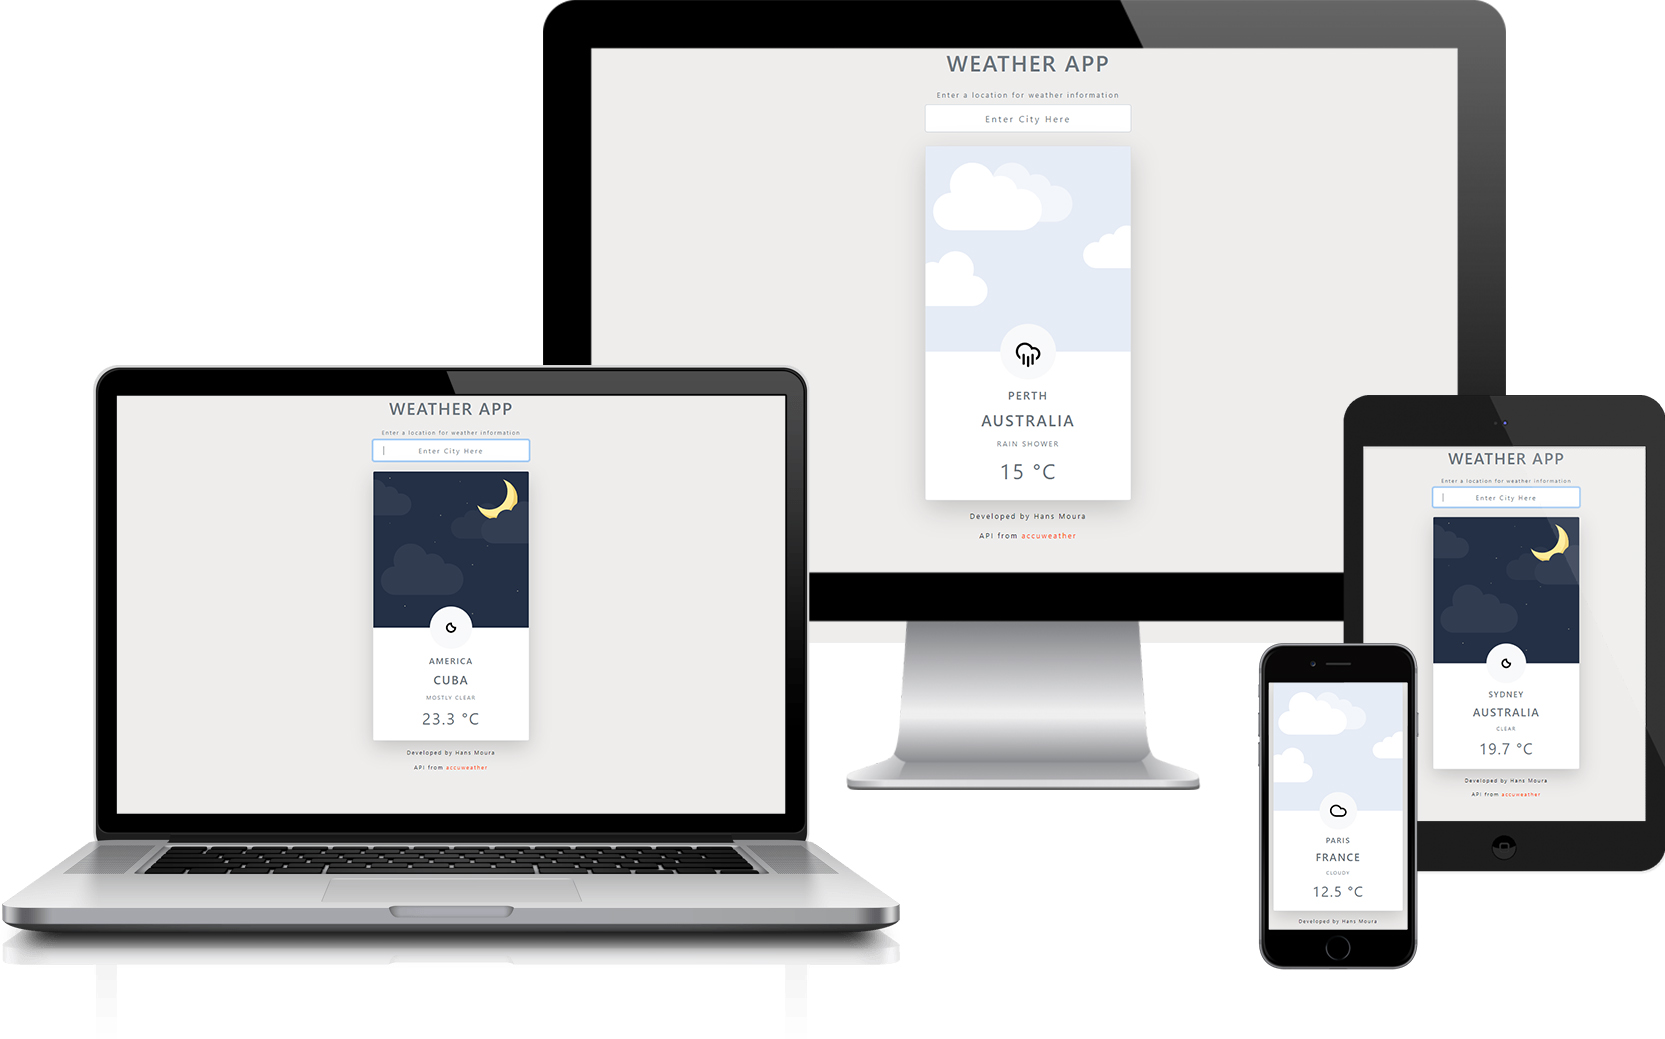 WEATHER APP
Enter a location for weather information
Enter City Here
PERTH
AUSTRALIA
RAIN SHOWER
15 °C
Developed by Hans Moura
API from accuweather
WEATHER APP
Enter a location for weather information
Enter City Here
AMERICA
CUBA
MOSTLY CLEAR
23.3 °C
Developed by Hans Moura
API from accuweather
WEATHER APP
Enter a location for weather information
Enter City Here
SYDNEY
AUSTRALIA
CLEAR
19.7 °C
Developed by Hans Moura
API from accuweather
PARIS
FRANCE
CLOUDY
12.5 °C
Developed by Hans Moura